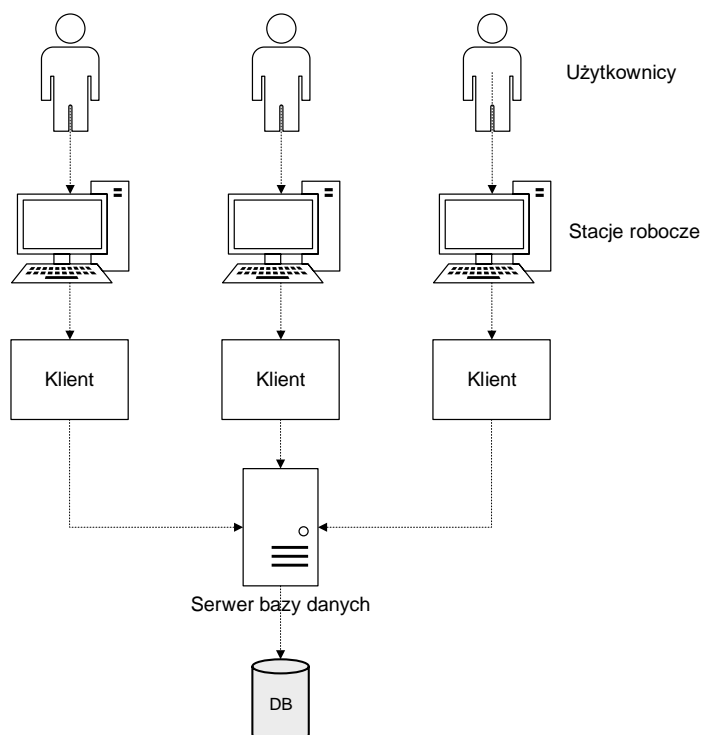 Użytkownicy
Stacje robocze
Klient
Klient
Klient
Serwer bazy danych
DB